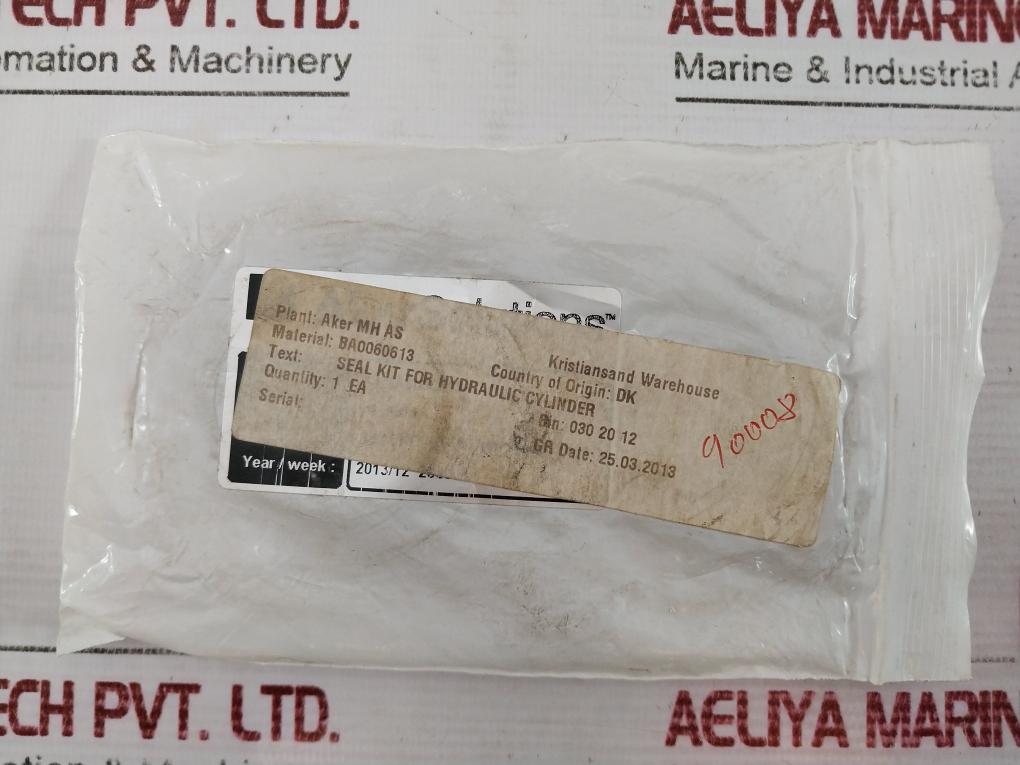 ECH PVT. LTD.
mation & Machinery
AELIYA MARIN
Marine & Industrial A
tions™
Plant: Aker MH AS
Kristiansand Warehouse
Material: BA0060613
Country of Origin: DK
Text: SEAL KIT FOR HYDRAULIC CYLINDER
Quantity: 1 EA
Bin: 030 20 12
Serial:
GR Date: 25.03.2013
90008
Year / week :
2013/12
ECH PVT. LTD.
AELIYA MARIN